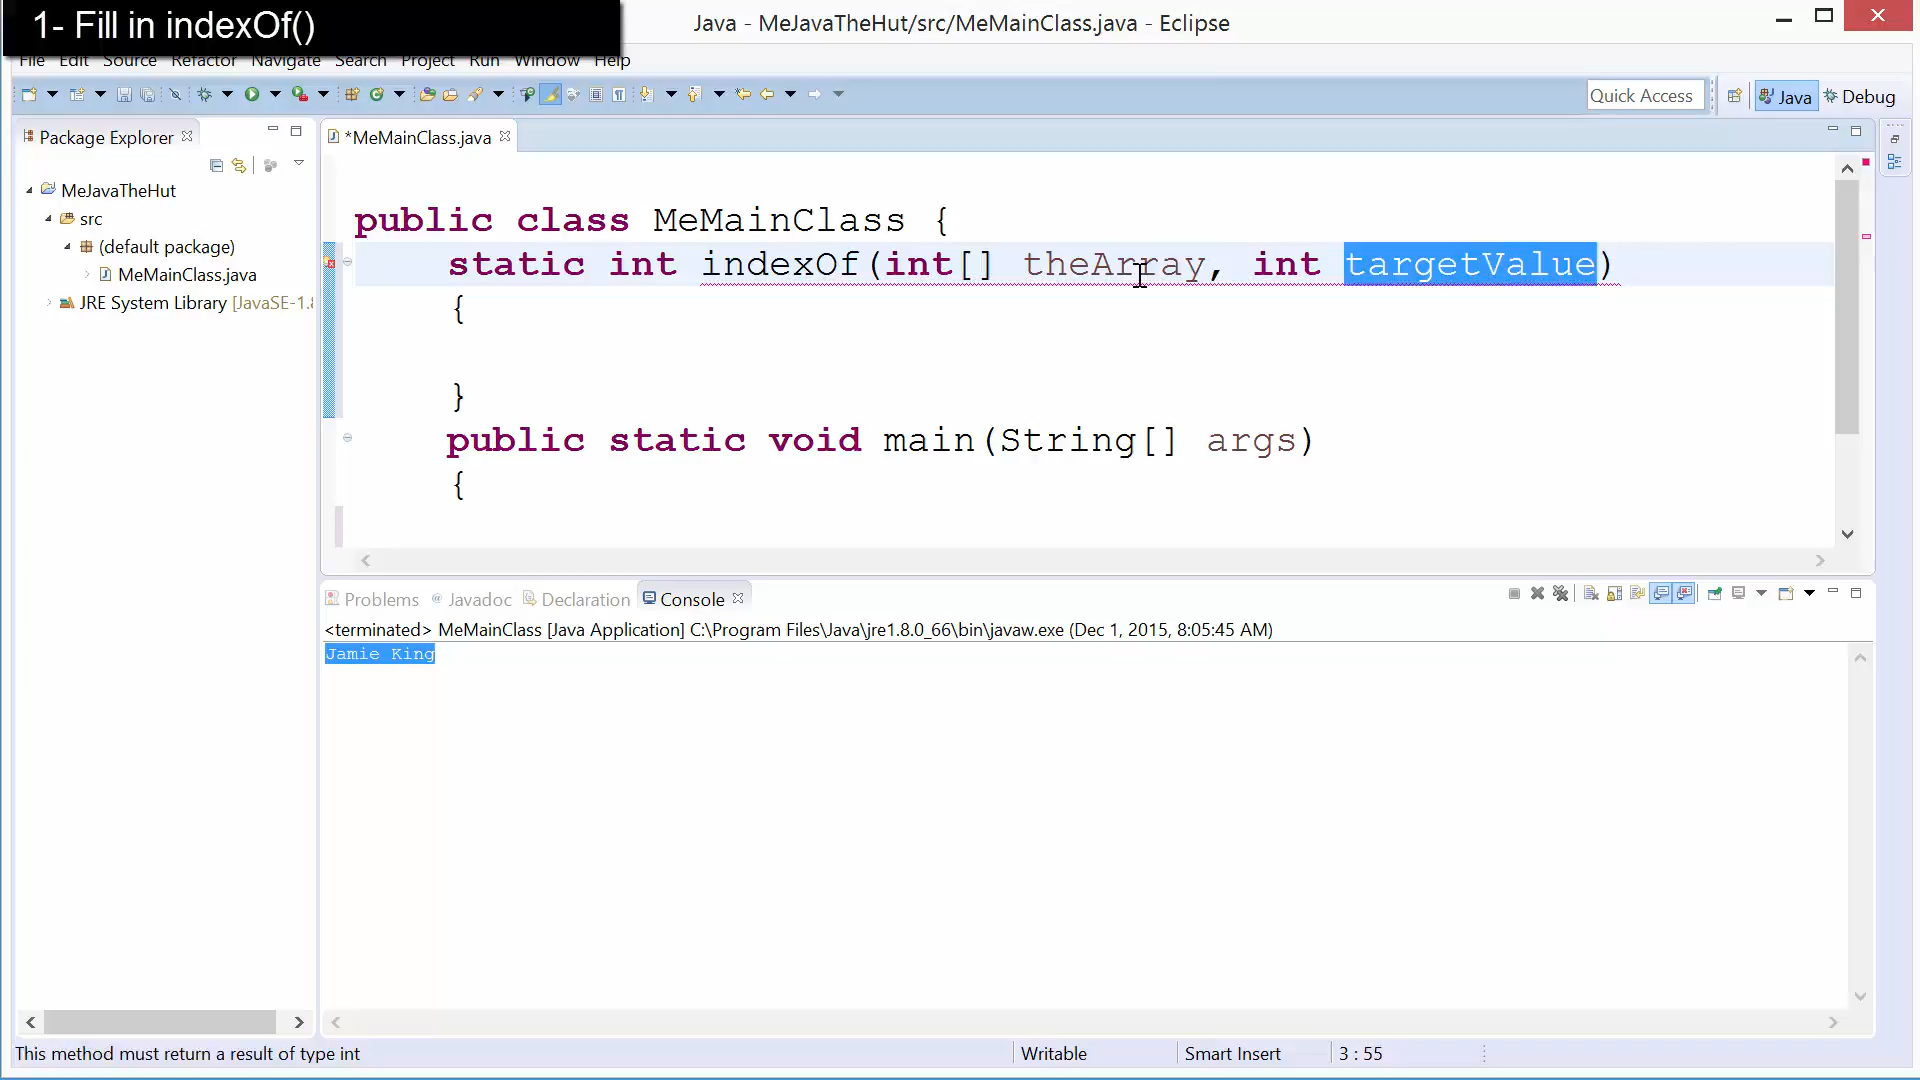 1- Fill in indexOf()
Java - MeJavaTheHut/src/MeMainClass.java - Eclipse
File Edit Source Refactor Navigate Search Project Run Window Help
Quick Access
Java
Debug
Package Explorer
*MeMainClass.java
MeJavaTheHut
src
(default package)
MeMainClass.java
JRE System Library [JavaSE-1.8
public class MeMainClass {
static int indexOf(int[] theArray, int targetValue)
{
}
public static void main(String[] args)
{
Problems @ Javadoc Declaration Console
<terminated> MeMainClass [Java Application] C:\Program Files\Java\jre1.8.0_66\bin\javaw.exe (Dec 1, 2015, 8:05:45 AM)
Jamie King
This method must return a result of type int
Writable
Smart Insert
3 : 55